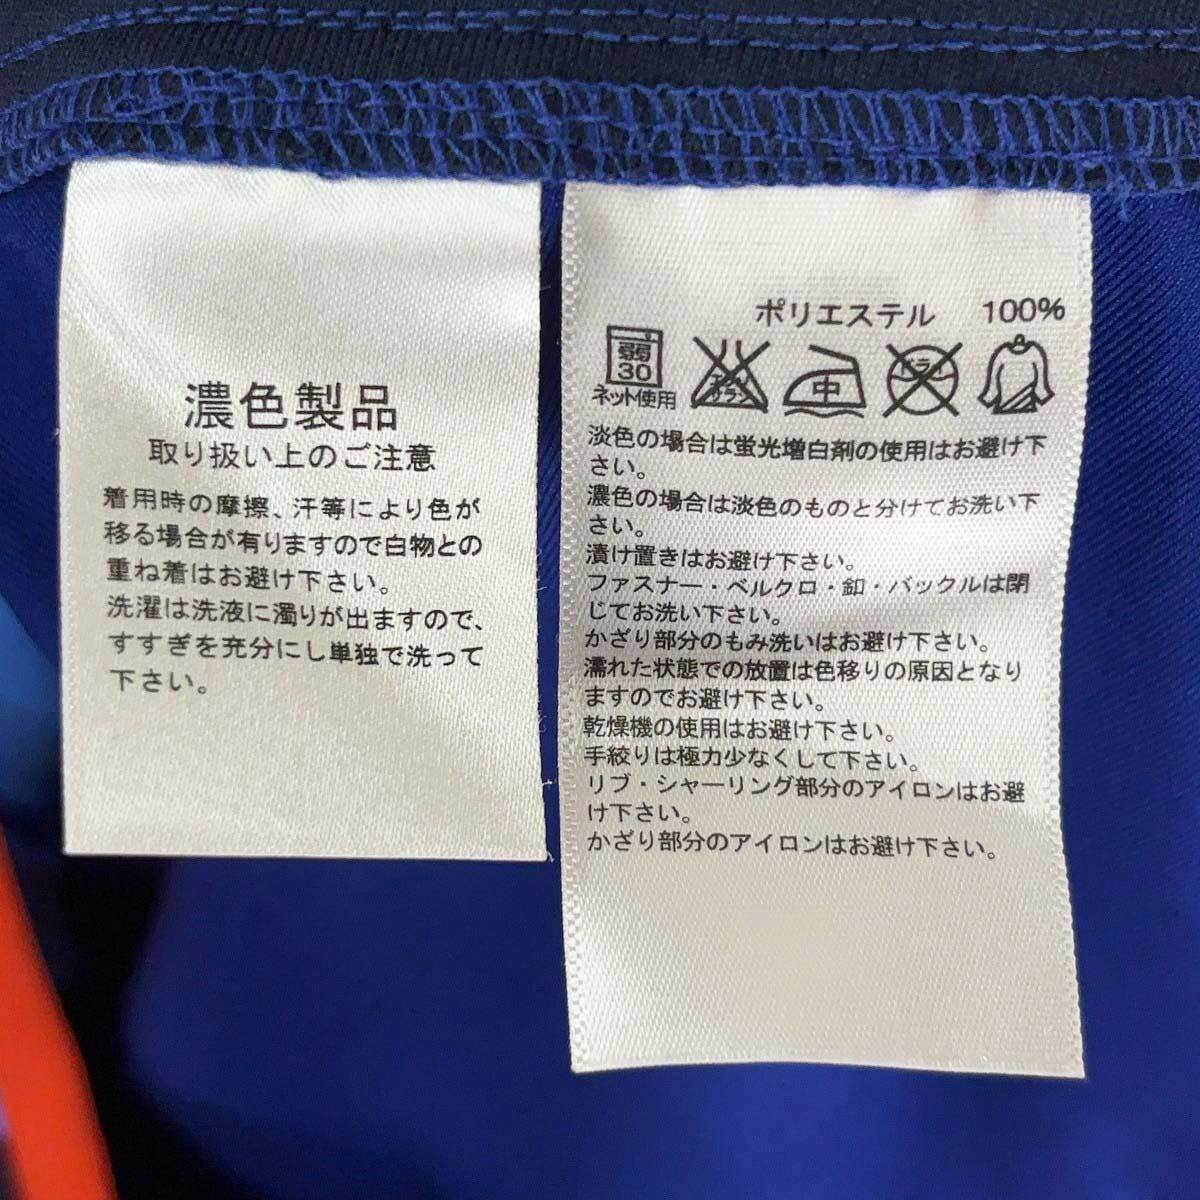 濃色製品
取り扱い上のご注意
着用時の摩擦、汗等により色が
移る場合が有りますので白物との
重ね着はお避け下さい。
洗濯は洗液に濁りが出ますので、
すすぎを充分にし単独で洗って
下さい。
ポリエステル 100%
弱
30
ネット使用
エンソ
サラシ
中
ドライ
淡色の場合は蛍光増白剤の使用はお避け下
さい。
濃色の場合は淡色のものと分けてお洗い下
さい。
漬け置きはお避け下さい。
ファスナー・ベルクロ・釦・バックルは閉
じてお洗い下さい。
かざり部分のもみ洗いはお避け下さい。
濡れた状態での放置は色移りの原因となり
ますのでお避け下さい。
乾燥機の使用はお避け下さい。
手絞りは極力少なくして下さい。
リブ・シャーリング部分のアイロンはお避
け下さい。
かざり部分のアイロンはお避け下さい。